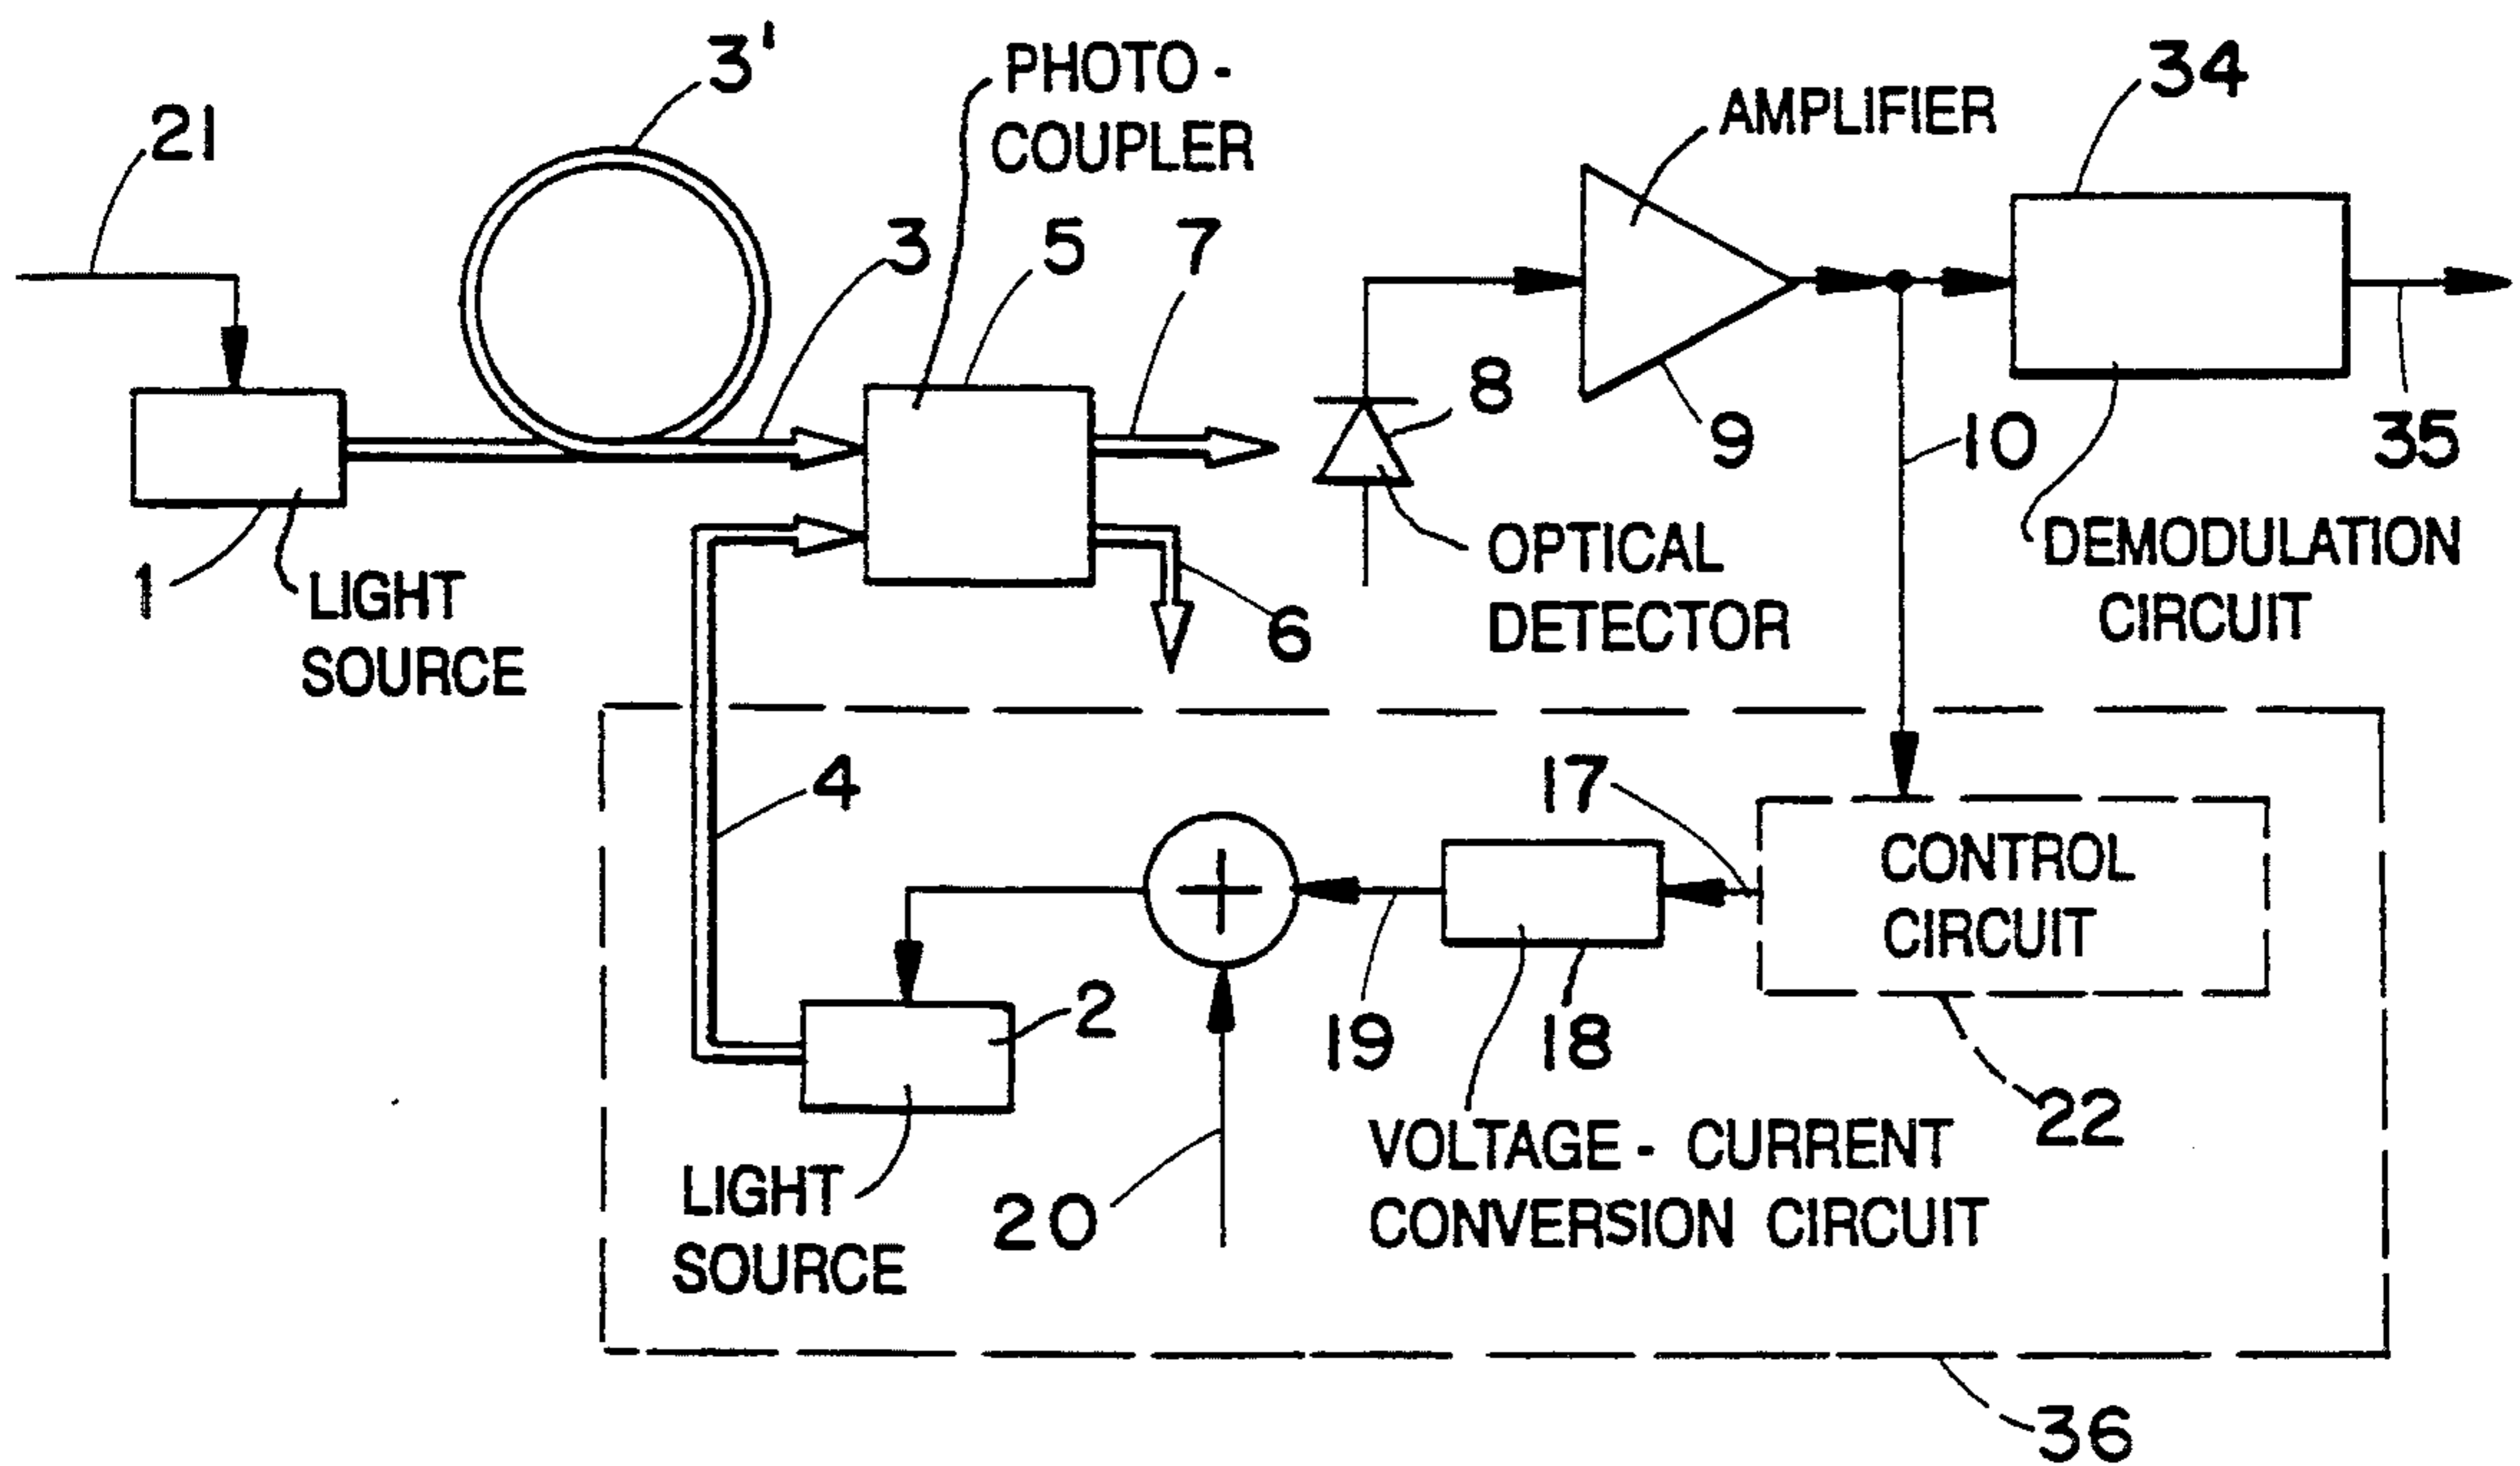 3'
PHOTO -
COUPLER
34
AMPLIFIER
21
3
5
7
8
9
10
35
1
LIGHT
SOURCE
6
OPTICAL
DETECTOR
DEMODULATION
CIRCUIT
4
17
CONTROL
CIRCUIT
2
19
18
22
LIGHT
SOURCE
20
VOLTAGE - CURRENT
CONVERSION CIRCUIT
36